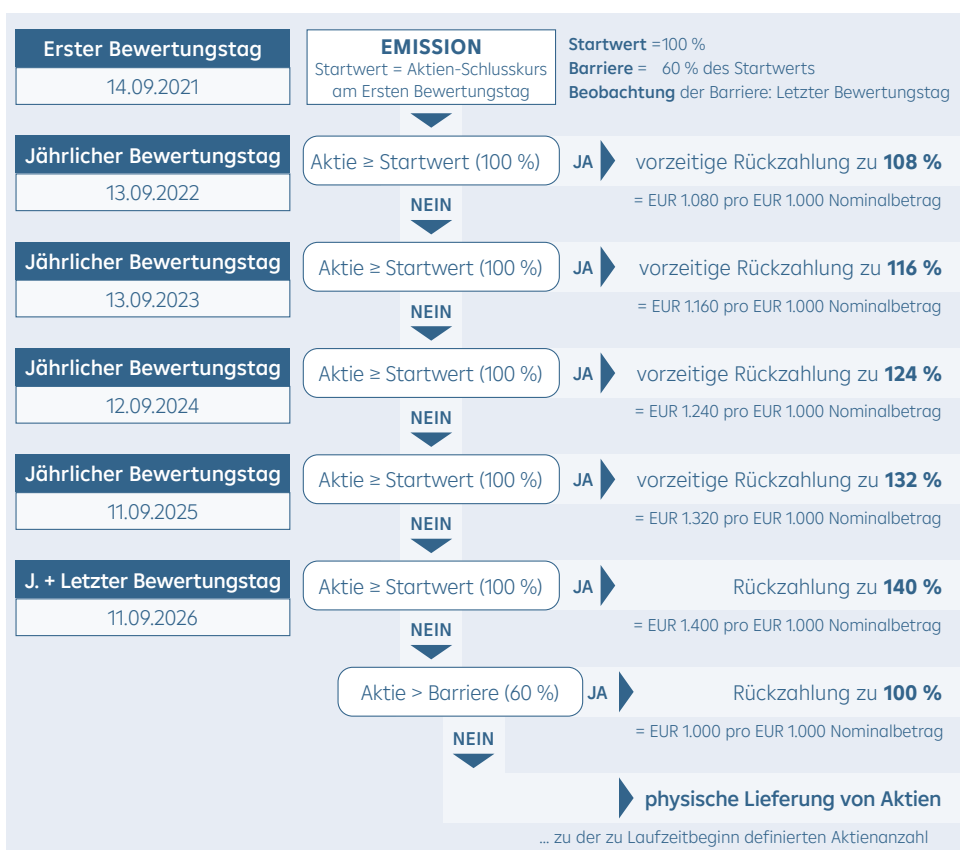 Erster Bewertungstag
14.09.2021
EMISSION
Startwert = Aktien-Schlusskurs
am Ersten Bewertungstag
Startwert =100 %
Barriere = 60 % des Startwerts
Beobachtung der Barriere: Letzter Bewertungstag
Jährlicher Bewertungstag
13.09.2022
Aktie ≥ Startwert (100 %)
JA
vorzeitige Rückzahlung zu 108 %
= EUR 1.080 pro EUR 1.000 Nominalbetrag
NEIN
Jährlicher Bewertungstag
13.09.2023
Aktie ≥ Startwert (100 %)
JA
vorzeitige Rückzahlung zu 116 %
= EUR 1.160 pro EUR 1.000 Nominalbetrag
NEIN
Jährlicher Bewertungstag
12.09.2024
Aktie ≥ Startwert (100 %)
JA
vorzeitige Rückzahlung zu 124 %
= EUR 1.240 pro EUR 1.000 Nominalbetrag
NEIN
Jährlicher Bewertungstag
11.09.2025
Aktie ≥ Startwert (100 %)
JA
vorzeitige Rückzahlung zu 132 %
= EUR 1.320 pro EUR 1.000 Nominalbetrag
NEIN
J. + Letzter Bewertungstag
11.09.2026
Aktie ≥ Startwert (100 %)
JA
Rückzahlung zu 140 %
= EUR 1.400 pro EUR 1.000 Nominalbetrag
NEIN
Aktie > Barriere (60 %)
JA
Rückzahlung zu 100 %
= EUR 1.000 pro EUR 1.000 Nominalbetrag
NEIN
physische Lieferung von Aktien
... zu der zu Laufzeitbeginn definierten Aktienanzahl